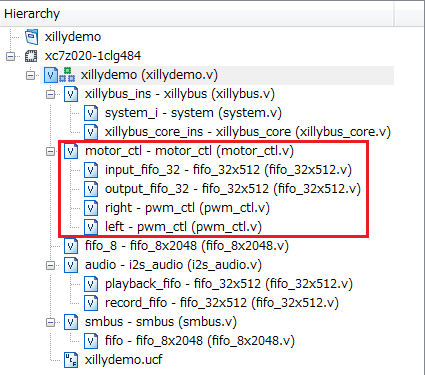 Hierarchy
xillydemo
xc7z020-1clg484
xillydemo (xillydemo.v)
xillybus_ins - xillybus (xillybus.v)
system_i - system (system.v)
xillybus_core_ins - xillybus_core (xillybus_core.v)
motor_ctl - motor_ctl (motor_ctl.v)
input_fifo_32 - fifo_32x512 (fifo_32x512.v)
output_fifo_32 - fifo_32x512 (fifo_32x512.v)
right - pwm_ctl (pwm_ctl.v)
left - pwm_ctl (pwm_ctl.v)
fifo_8 - fifo_8x2048 (fifo_8x2048.v)
audio - i2s_audio (i2s_audio.v)
playback_fifo - fifo_32x512 (fifo_32x512.v)
record_fifo - fifo_32x512 (fifo_32x512.v)
smbus - smbus (smbus.v)
fifo - fifo_8x2048 (fifo_8x2048.v)
xillydemo.ucf